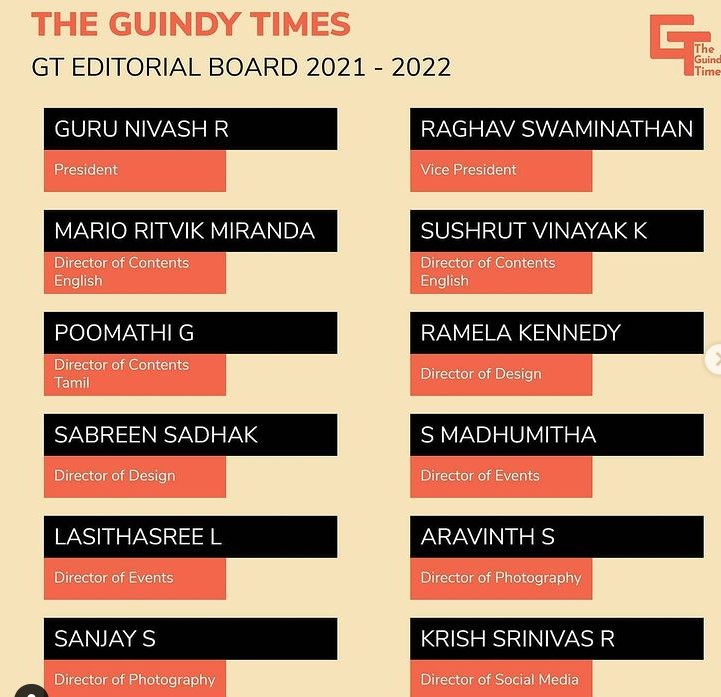 THE GUINDY TIMES
GT EDITORIAL BOARD 2021 - 2022
The
Guind
Time
GURU NIVASH R
President
RAGHAV SWAMINATHAN
Vice President
MARIO RITVIK MIRANDA
Director of Contents
English
SUSHRUT VINAYAK K
Director of Contents
English
POOMATHI G
Director of Contents
Tamil
RAMELA KENNEDY
Director of Design
SABREEN SADHAK
Director of Design
S MADHUMITHA
Director of Events
LASITHASREE L
Director of Events
ARAVINTH S
Director of Photography
SANJAY S
Director of Photography
KRISH SRINIVAS R
Director of Social Media